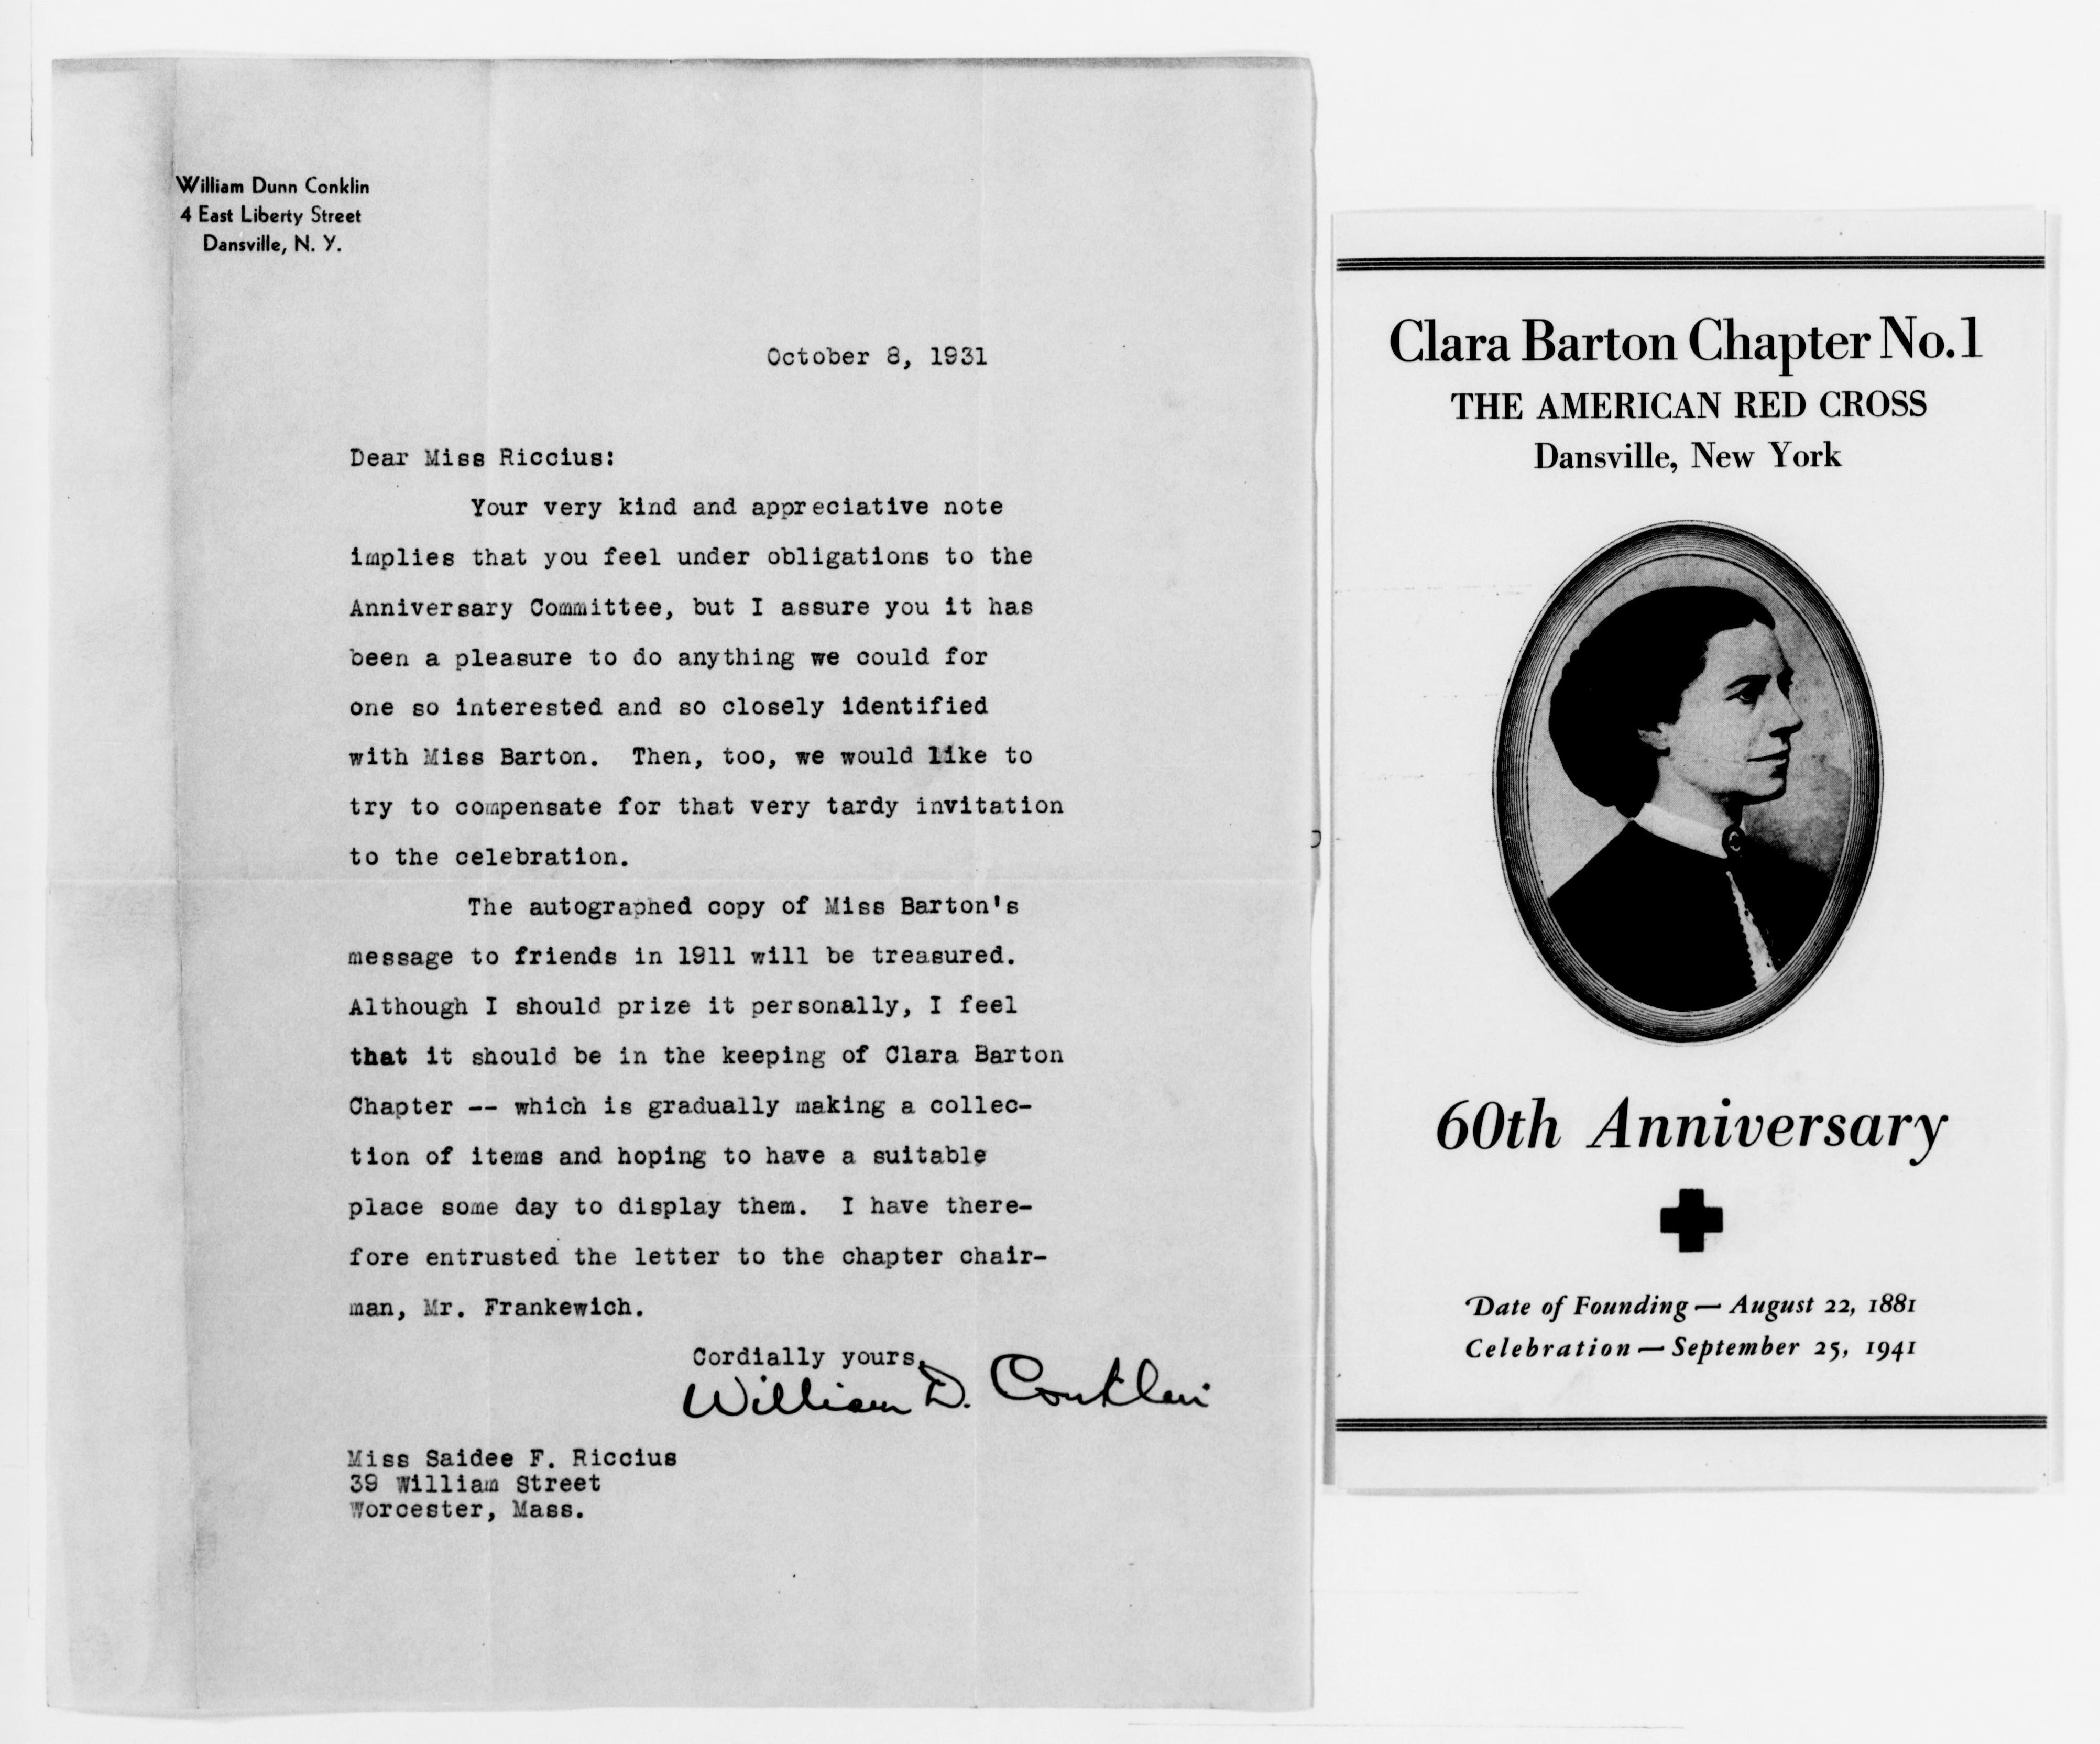 William Dunn Conklin
4 East Liberty Street
Dansville, N. Y.
October 8, 1931
Dear Miss Riccius:
Your very kind and appreciative note
implies that you feel under obligations to the
Anniversary Committee, but I assure you it has
been a pleasure to do anything we could for
one so interested and so closely identified
with Miss Barton. Then, too, we would like to
try to compensate for that very tardy invitation
to the celebration.
The autographed copy of Miss Barton's
message to friends in 1911 will be treasured.
Although I should prize it personally, I feel
that it should be in the keeping of Clara Barton
Chapter -- which is gradually making a collec-
tion of items and hoping to have a suitable
place some day to display them. I have there-
fore entrusted the letter to the chapter chair-
man, Mr. Frankewich.
Cordially yours,
William D. Conklin
Miss Saidee F. Riccius
39 William Street
Worcester, Mass.
Clara Barton Chapter No.1
THE AMERICAN RED CROSS
Dansville, New York
60th Anniversary
Date of Founding — August 22, 1881
Celebration — September 25, 1941